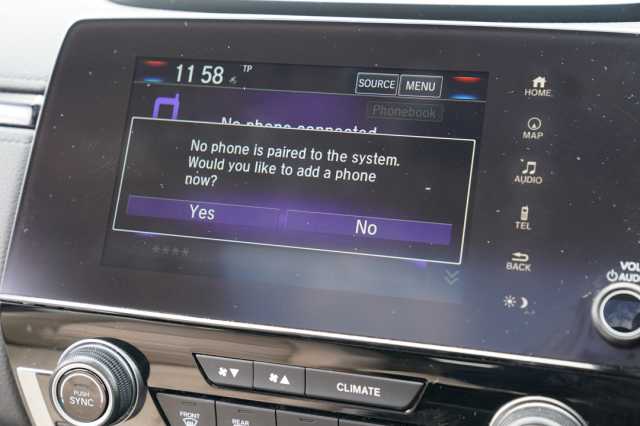 11 58 TP
SOURCE MENU
Phonebook
No phone connected
No phone is paired to the system.
Would you like to add a phone
now?
Yes No
****
HOME
MAP
AUDIO
TEL
BACK
VOL
AUDIO
PUSH
SYNC
CLIMATE
FRONT
REAR